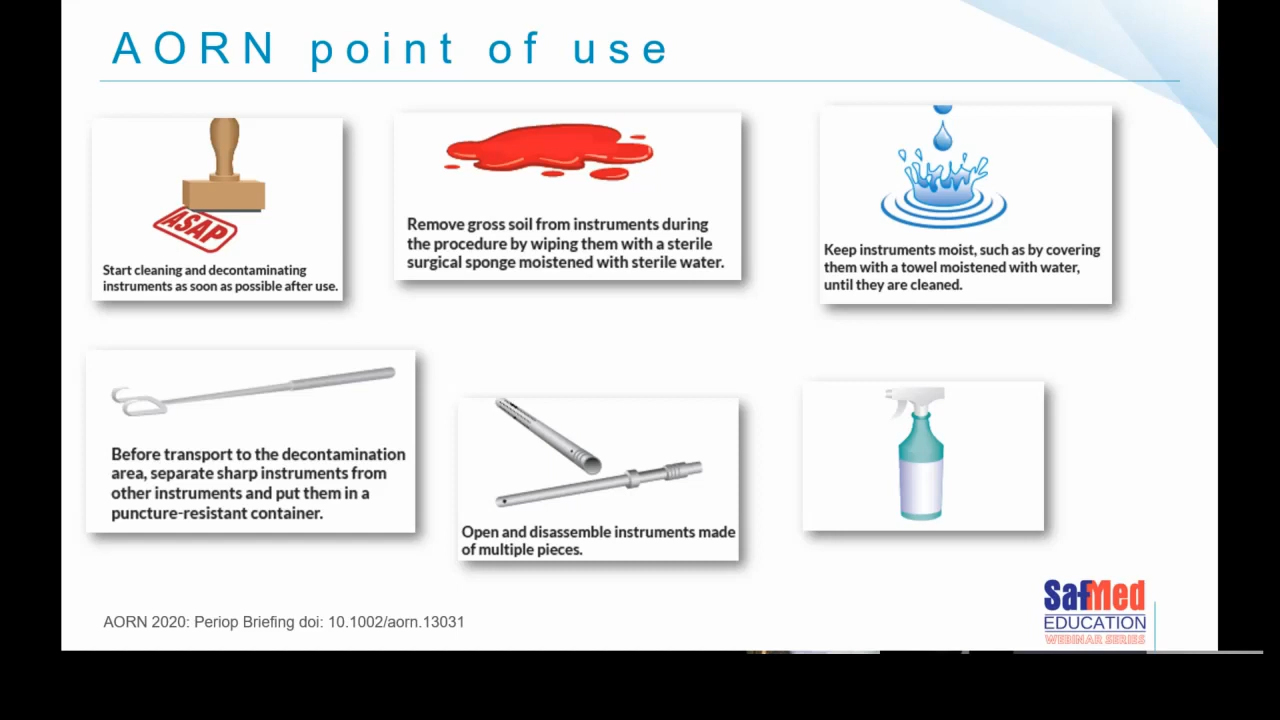 AORN point of use
ASAP
Start cleaning and decontaminating
instruments as soon as possible after use.
Remove gross soil from instruments during
the procedure by wiping them with a sterile
surgical sponge moistened with sterile water.
Keep instruments moist, such as by covering
them with a towel moistened with water,
until they are cleaned.
Before transport to the decontamination
area, separate sharp instruments from
other instruments and put them in a
puncture-resistant container.
Open and disassemble instruments made
of multiple pieces.
AORN 2020: Periop Briefing doi: 10.1002/aorn.13031
SafMed
EDUCATION
WEBINAR SERIES